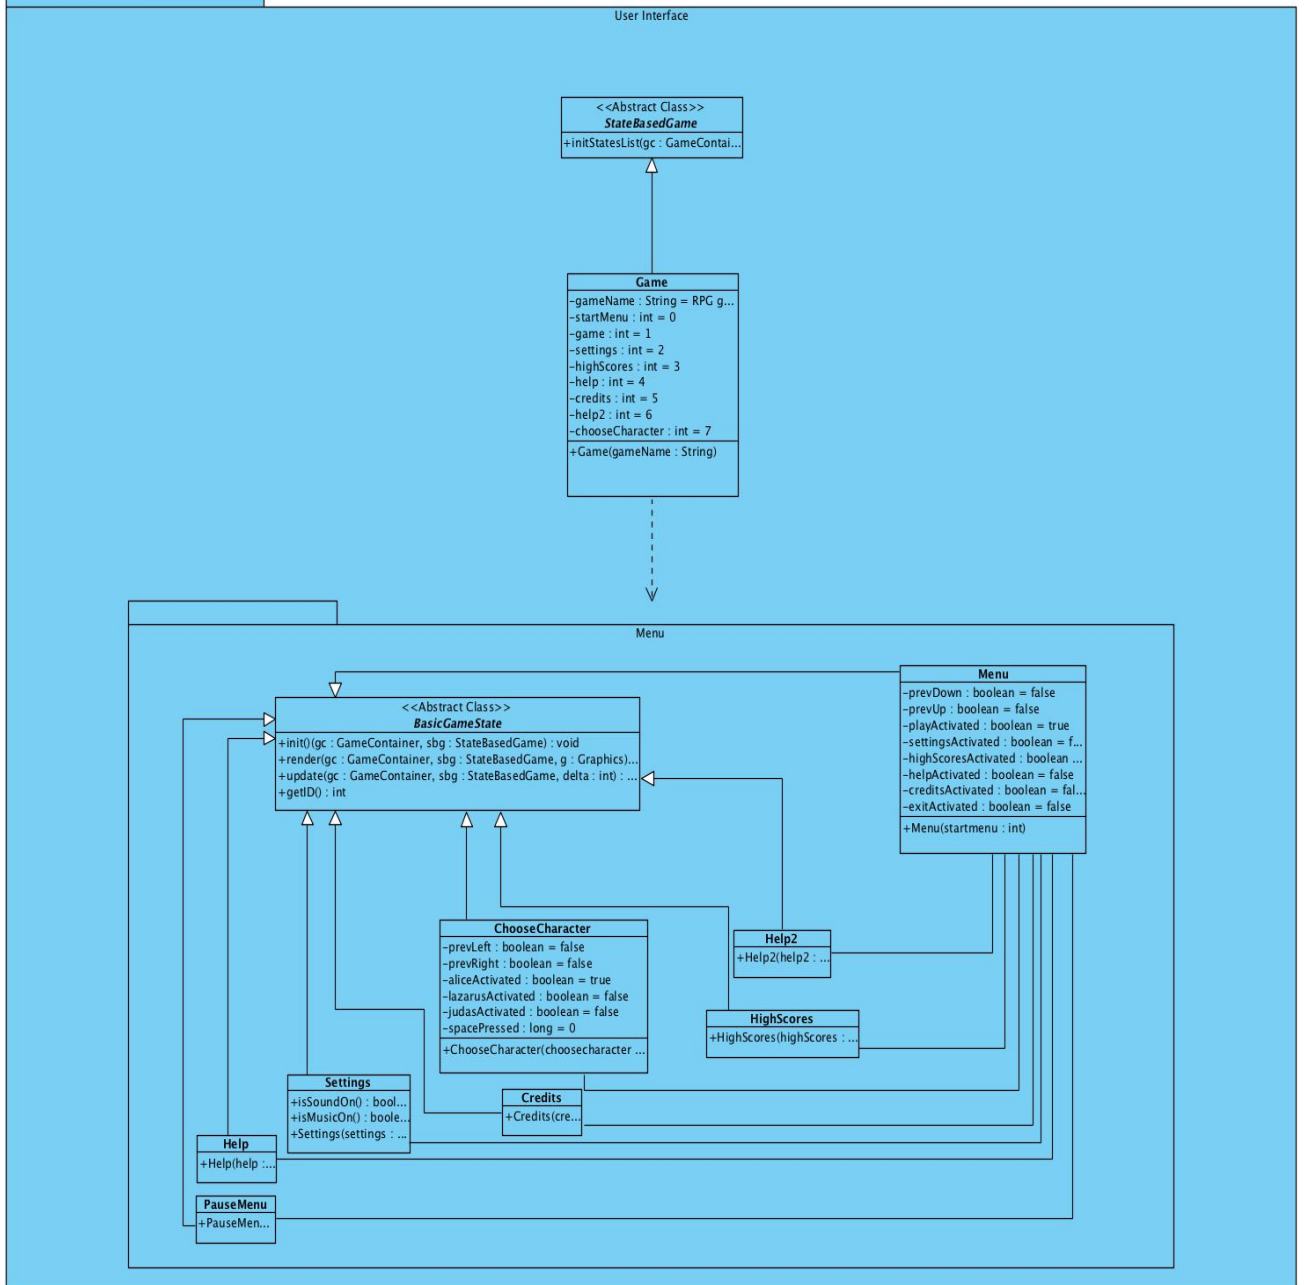 User Interface
<<Abstract Class>>
StateBasedGame
+initStatesList(gc : GameContai...
Game
-gameName : String = RPG g...
-startMenu : int = 0
-game : int = 1
-settings : int = 2
-highScores : int = 3
-help : int = 4
-credits : int = 5
-help2 : int = 6
-chooseCharacter : int = 7
+Game(gameName : String)
Menu
Menu
-prevDown : boolean = false
-prevUp : boolean = false
-playActivated : boolean = true
-settingsActivated : boolean = f...
-highScoresActivated : boolean ...
-helpActivated : boolean = false
-creditsActivated : boolean = fal...
-exitActivated : boolean = false
+Menu(startmenu : int)
<<Abstract Class>>
BasicGameState
+init()(gc : GameContainer, sbg : StateBasedGame) : void
+render(gc : GameContainer, sbg : StateBasedGame, g : Graphics)...
+update(gc : GameContainer, sbg : StateBasedGame, delta : int) : ...
+getID() : int
ChooseCharacter
-prevLeft : boolean = false
-prevRight : boolean = false
-aliceActivated : boolean = true
-lazarusActivated : boolean = false
-judasActivated : boolean = false
-spacePressed : long = 0
+ChooseCharacter(choosecharacter ...
Help2
+Help2(help2 : ...
HighScores
+HighScores(highScores : ...
Settings
+isSoundOn() : bool...
+isMusicOn() : boole...
+Settings(settings : ...
Credits
+Credits(cre...
Help
+Help(help :...
PauseMenu
+PauseMen...